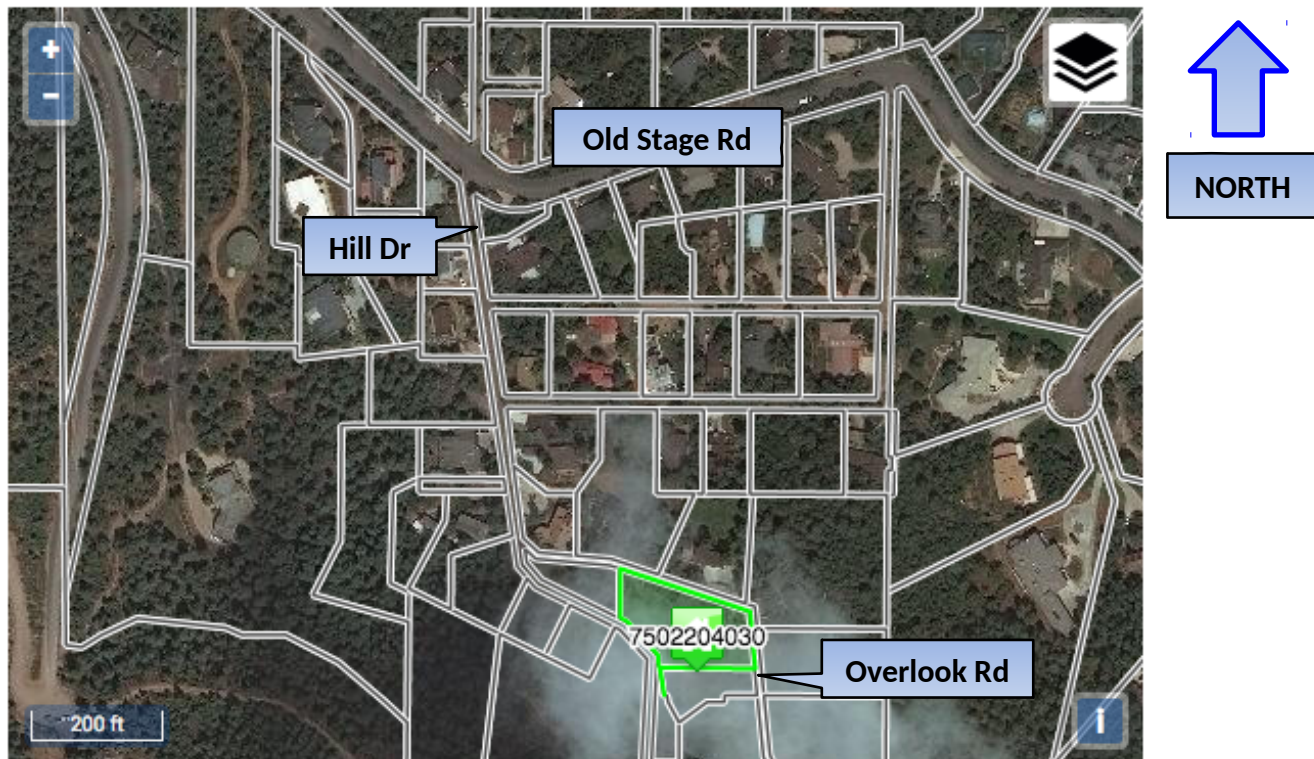 +
−
Old Stage Rd
NORTH
Hill Dr
7502204030
Overlook Rd
200 ft
i